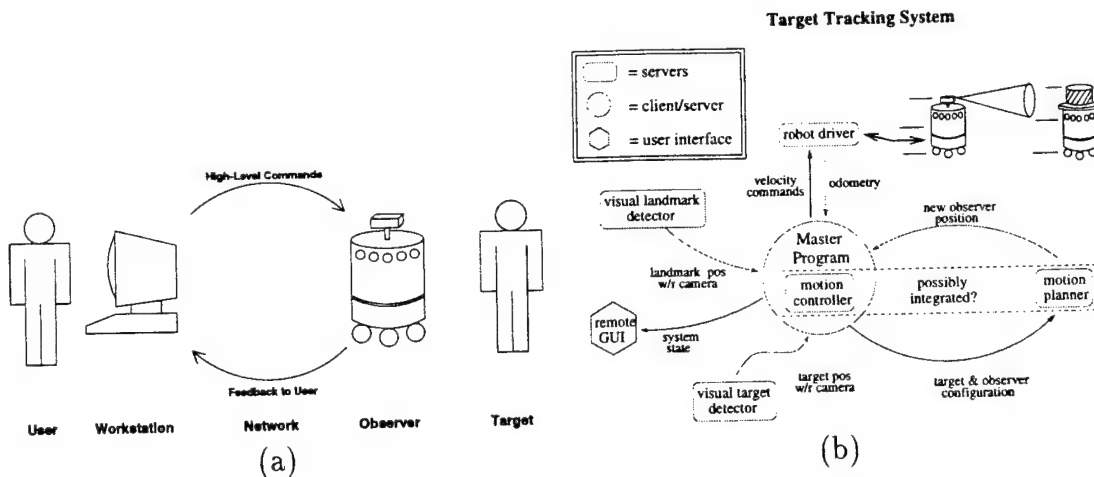 High-Level Commands
Feedback to User
User
Workstation
Network
Observer
Target
(a)
Target Tracking System
= servers
= client/server
= user interface
robot driver
velocity
commands
odometry
visual landmark
detector
new observer
position
Master
Program
landmark pos
w/r camera
motion
controller
possibly
integrated?
motion
planner
remote
GUI
system
state
target pos
w/r camera
target & observer
configuration
visual target
detector
(b)